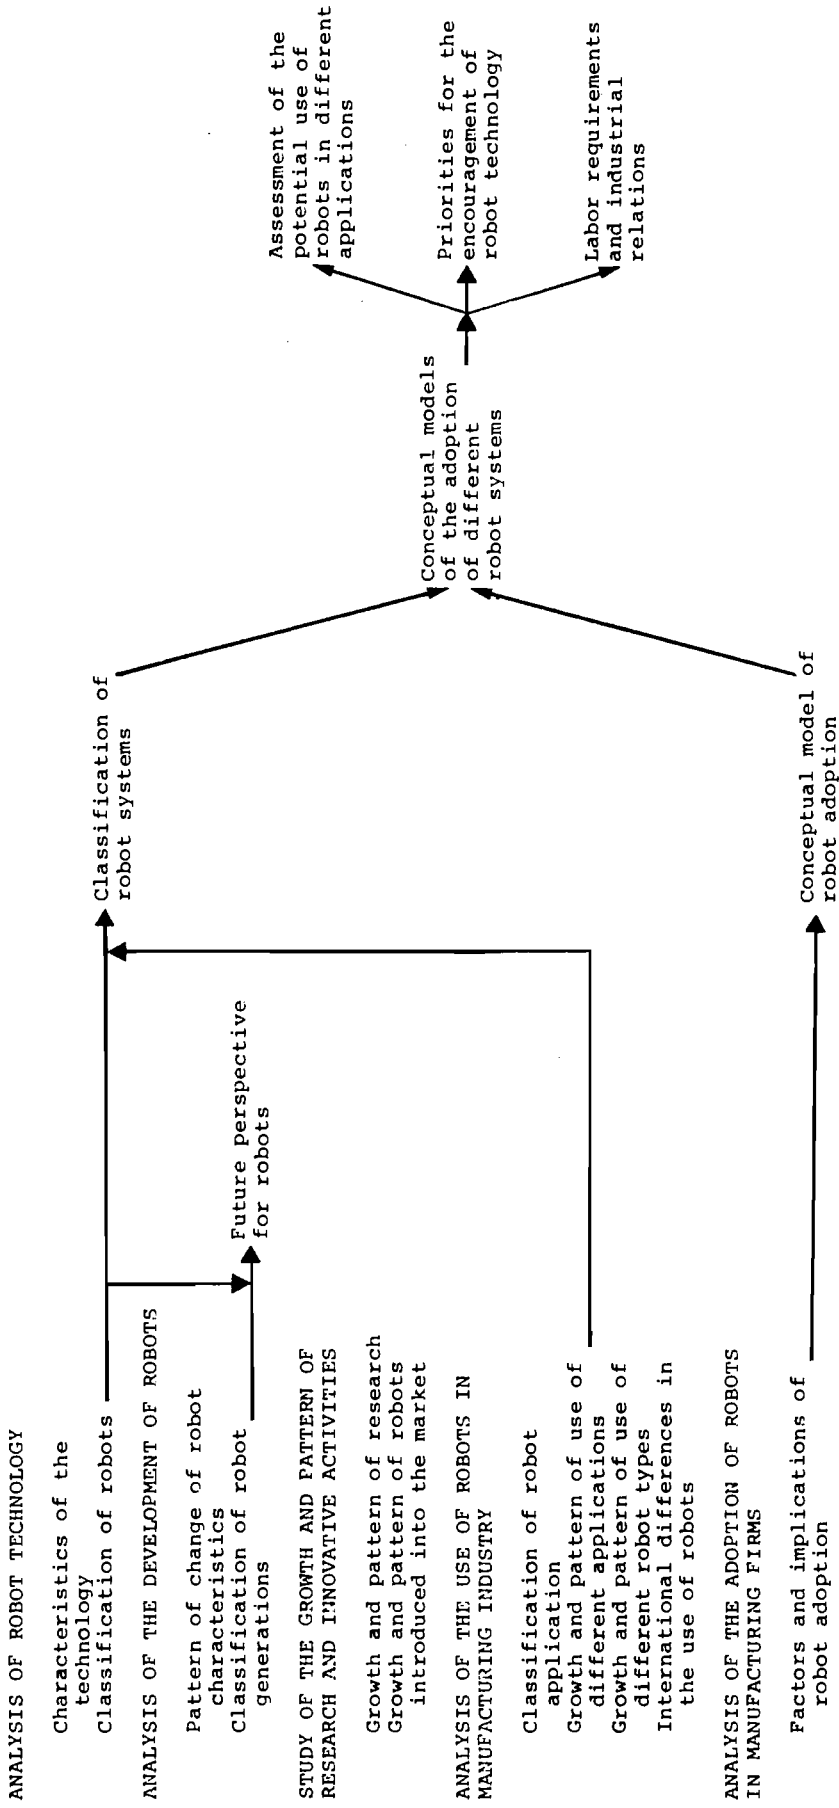 ANALYSIS OF ROBOT TECHNOLOGY
Characteristics of the
technology
Classification of robots
ANALYSIS OF THE DEVELOPMENT OF ROBOTS
Pattern of change of robot
characteristics
Classification of robot
generations
STUDY OF THE GROWTH AND PATTERN OF
RESEARCH AND INNOVATIVE ACTIVITIES
Growth and pattern of research
Growth and pattern of robots
introduced into the market
ANALYSIS OF THE USE OF ROBOTS IN
MANUFACTURING INDUSTRY
Classification of robot
application
Growth and pattern of use of
different applications
Growth and pattern of use of
different robot types
International differences in
the use of robots
ANALYSIS OF THE ADOPTION OF ROBOTS
IN MANUFACTURING FIRMS
Factors and implications of
robot adoption
Future perspective
for robots
Classification of
robot systems
Conceptual model of
robot adoption
Conceptual models
of the adoption
of different
robot systems
Assessment of the
potential use of
robots in different
applications
Priorities for the
encouragement of
robot technology
Labor requirements
and industrial
relations